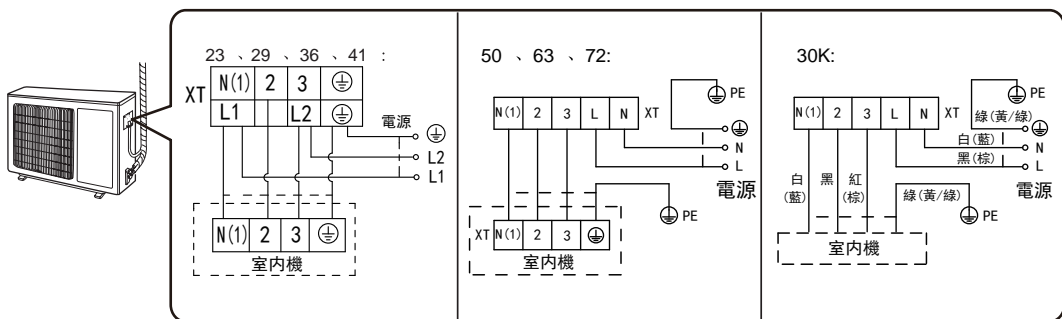 23 、29 、36 、41 :
XT
N(1) 2 3
L1 L2
電源
L2
L1
N(1) 2 3
室内機
50 、63 、72:
PE
N(1) 2 3 L N XT
N
L
電源
PE
XT N(1) 2 3
室内機
30K:
PE
N(1) 2 3 L N XT
綠(黃/綠)
白(藍)
N
黑(棕)
L
電源
白(藍)
黑
紅(棕)
綠(黃/綠)
PE
室内機